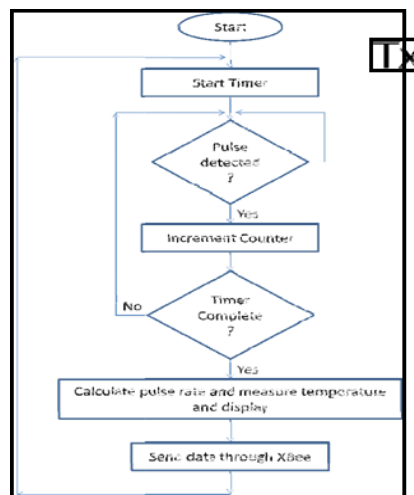 Start
Tx
Start Timer
Pulse
detected
?
Yes
Increment Counter
No
Timer
Complete
?
Yes
Calculate pulse rate and measure temperature
and display
Send data through XBee